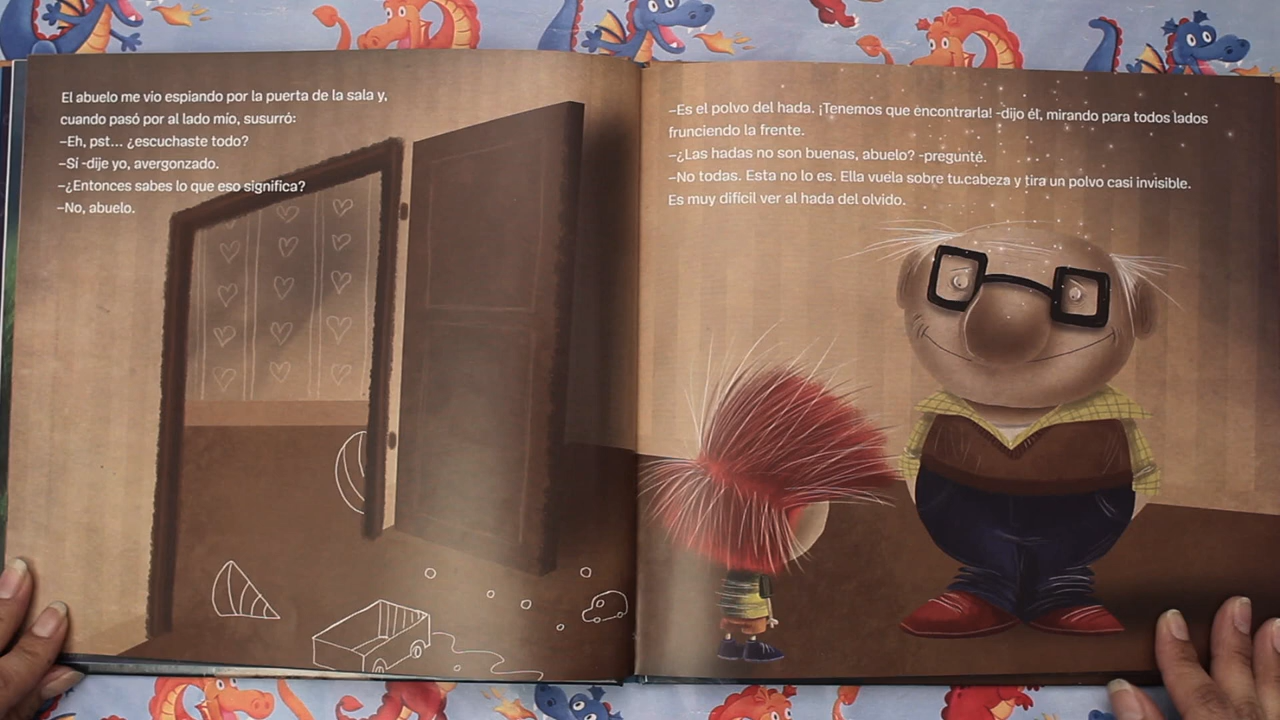 El abuelo me vio espiando por la puerta de la sala y,
cuando pasó por al lado mío, susurró:
–Eh, pst... ¿escuchaste todo?
–Sí -dije yo, avergonzado.
–¿Entonces sabes lo que eso significa?
–No, abuelo.
–Es el polvo del hada. ¡Tenemos que encontrarla! -dijo él, mirando para todos lados
frunciendo la frente.
–¿Las hadas no son buenas, abuelo? -pregunté.
–No todas. Esta no lo es. Ella vuela sobre tu cabeza y tira un polvo casi invisible.
Es muy difícil ver al hada del olvido.